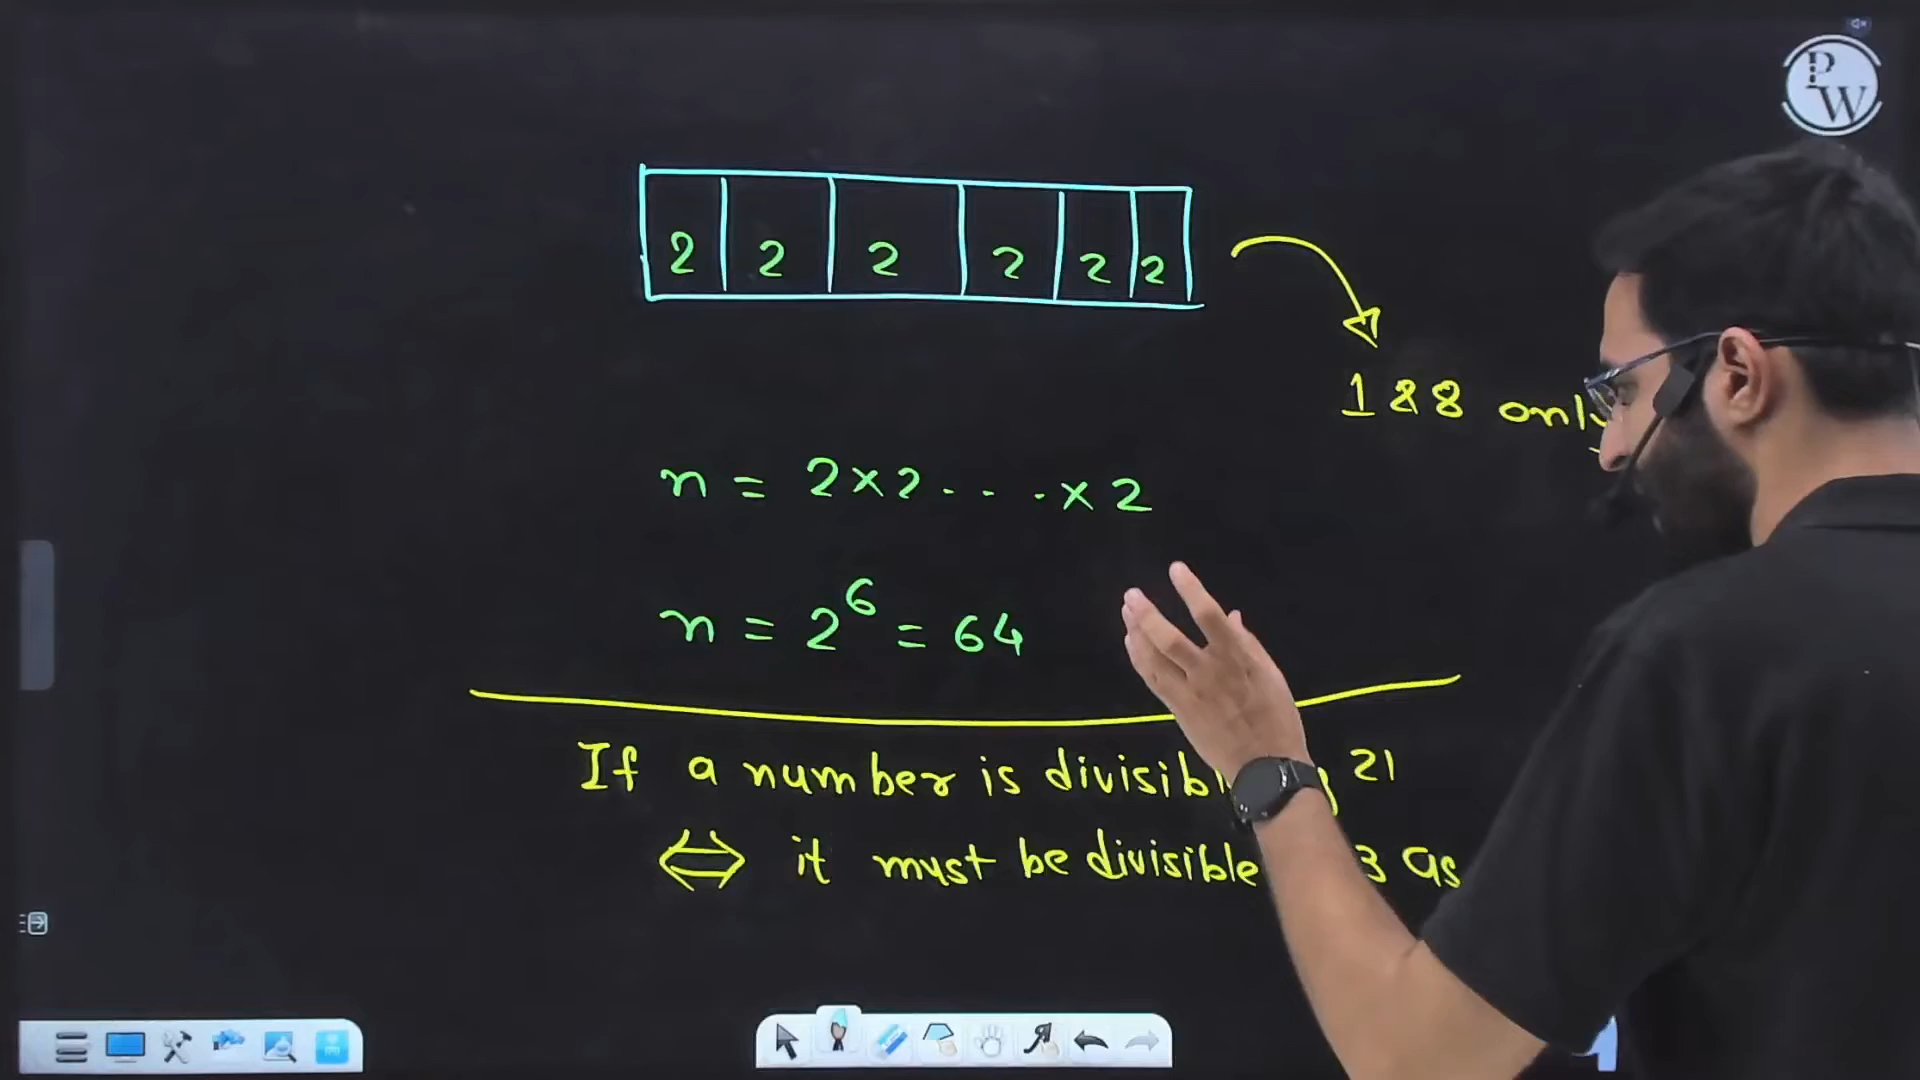 PW
2 2 2 2 2 2
1 & 8 only
n = 2×2 . . . . × 2
n = 2^6 = 64
If a number is 21
⇔ it must be divisible 3 as